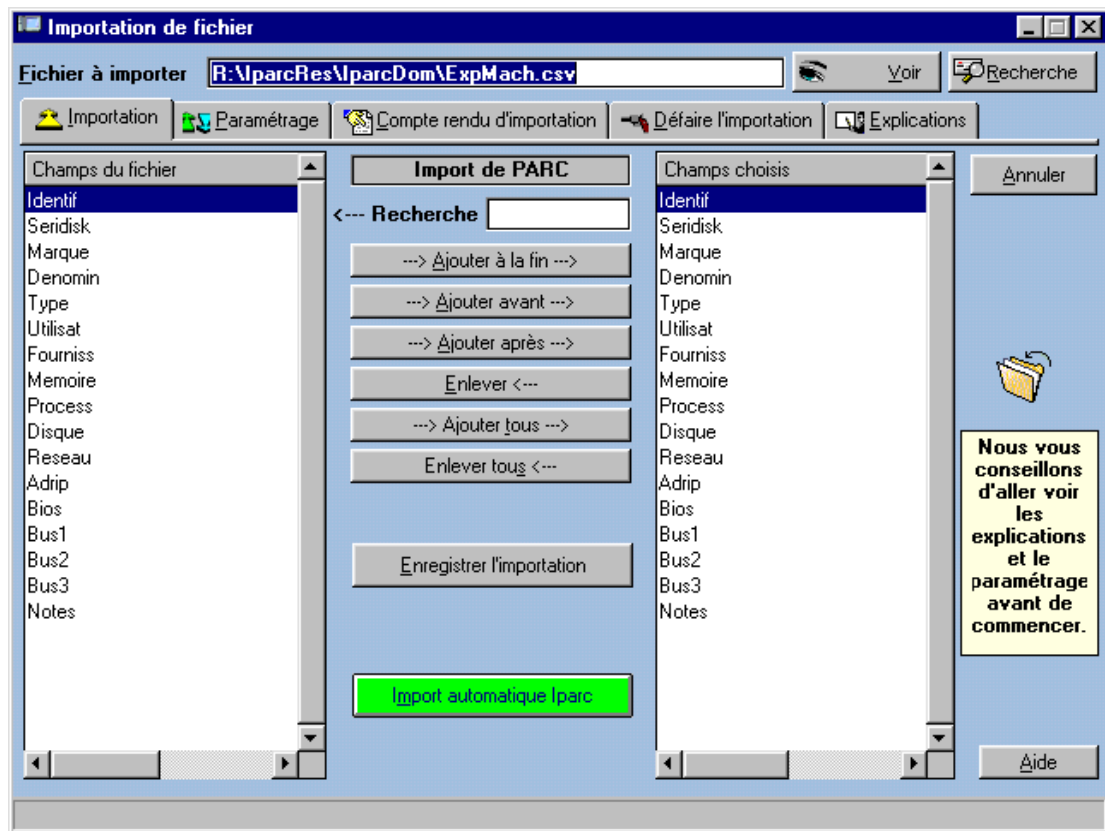 Importation de fichier
Fichier à importer R:\IparcRes\IparcDom\ExpMach.csv Voir Recherche
Importation Paramétrage Compte rendu d'importation Défaire l'importation Explications
Champs du fichier
Identif
Seridisk
Marque
Denomin
Type
Utilisat
Fourniss
Memoire
Process
Disque
Reseau
Adrip
Bios
Bus1
Bus2
Bus3
Notes
Import de PARC
<--- Recherche
---> Ajouter à la fin --->
---> Ajouter avant --->
---> Ajouter après --->
Enlever <---
---> Ajouter tous --->
Enlever tous <---
Enregistrer l'importation
Import automatique Iparc
Champs choisis
Identif
Seridisk
Marque
Denomin
Type
Utilisat
Fourniss
Memoire
Process
Disque
Reseau
Adrip
Bios
Bus1
Bus2
Bus3
Notes
Annuler
Nous vous
conseillons
d'aller voir
les
explications
et le
paramétrage
avant de
commencer.
Aide